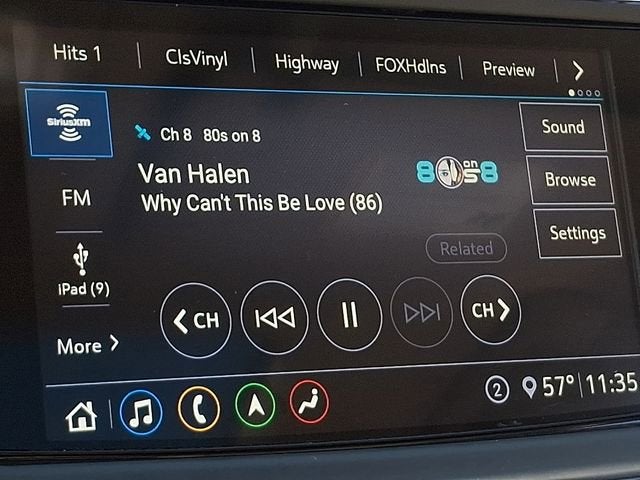 Hits 1
ClsVinyl
Highway
FOXHdlns
Preview
SiriusXM
Ch 8 80s on 8
Sound
Van Halen
80s on 8
Why Can't This Be Love (86)
Browse
FM
Related
Settings
iPad (9)
CH
CH
More
2
57° 11:35